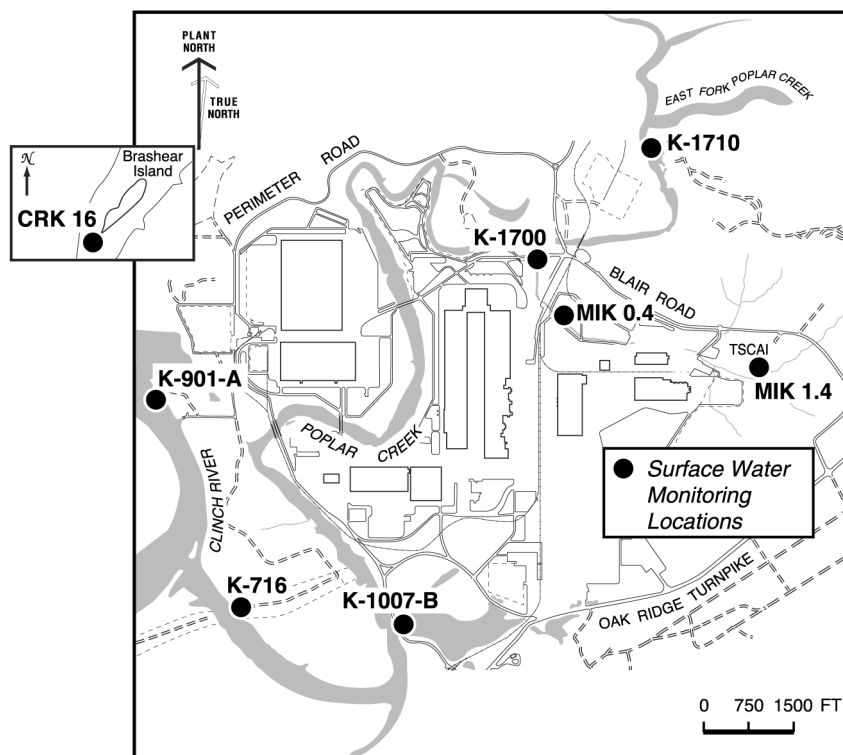 PLANT
NORTH
TRUE
NORTH
EAST FORK POPLAR CREEK
K-1710
N
Brashear
Island
CRK 16
PERIMETER ROAD
K-1700
BLAIR ROAD
MIK 0.4
TSCAI
MIK 1.4
K-901-A
POPLAR CREEK
CLINCH RIVER
Surface Water
Monitoring
Locations
K-716
K-1007-B
OAK RIDGE TURNPIKE
0 750 1500 FT